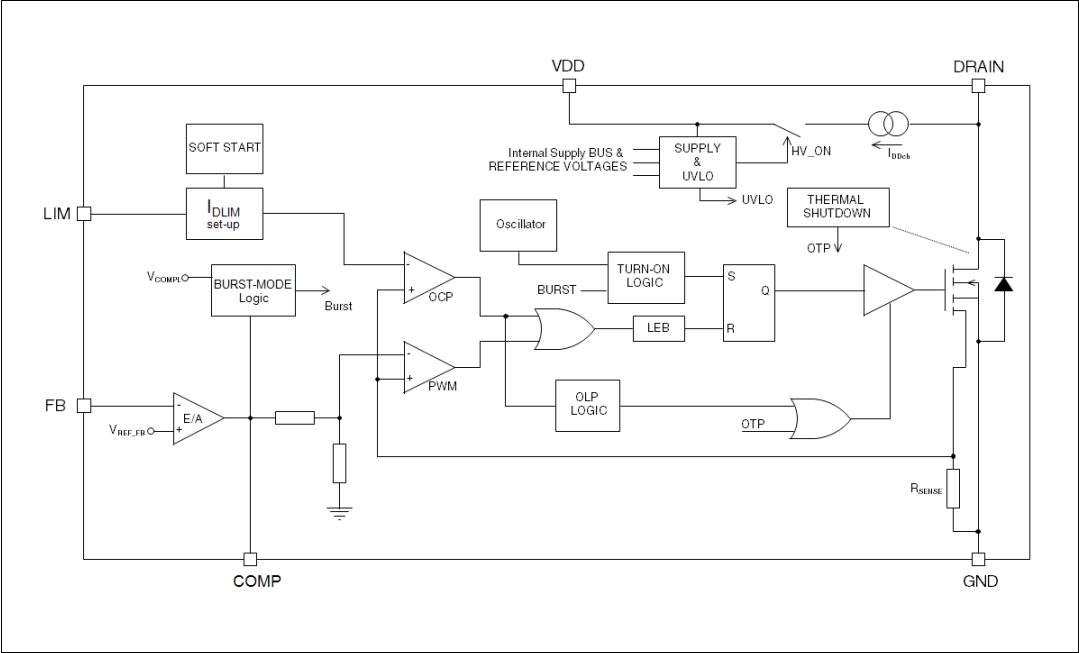 VDD
DRAIN
SOFT START
Internal Supply BUS &
REFERENCE VOLTAGES
SUPPLY
&
UVLO
HV_ON
IDDch
UVLO
LIM
IDLIM
set-up
Oscillator
THERMAL
SHUTDOWN
OTP
VCOMPL
BURST-MODE
Logic
Burst
-
+
OCP
TURN-ON
LOGIC
BURST
S
Q
R
LEB
-
+
PWM
FB
-
+
E/A
VREF_FB
OLP
LOGIC
OTP
RSENSE
COMP
GND